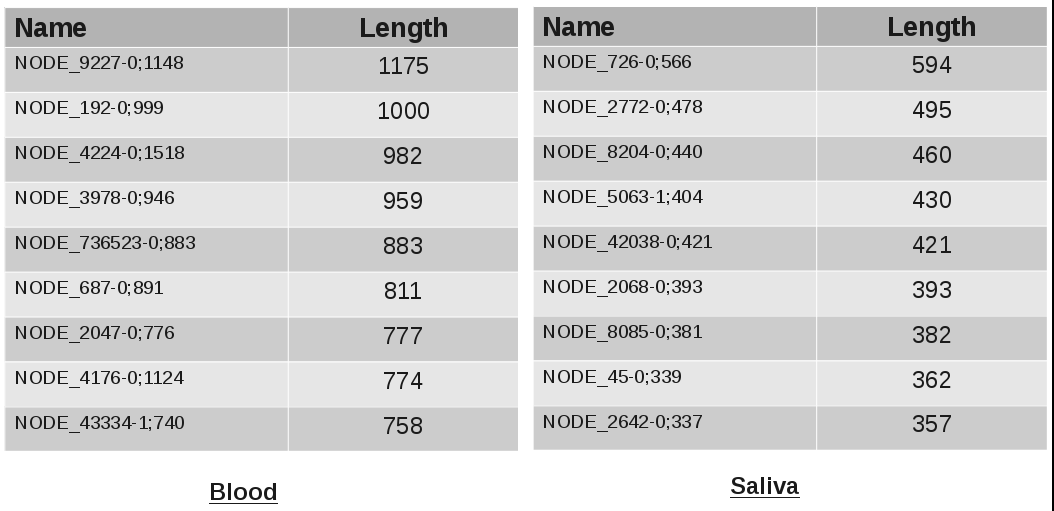 Name Length
NODE_9227-0;1148 1175
NODE_192-0;999 1000
NODE_4224-0;1518 982
NODE_3978-0;946 959
NODE_736523-0;883 883
NODE_687-0;891 811
NODE_2047-0;776 777
NODE_4176-0;1124 774
NODE_43334-1;740 758
Blood
Name Length
NODE_726-0;566 594
NODE_2772-0;478 495
NODE_8204-0;440 460
NODE_5063-1;404 430
NODE_42038-0;421 421
NODE_2068-0;393 393
NODE_8085-0;381 382
NODE_45-0;339 362
NODE_2642-0;337 357
Saliva